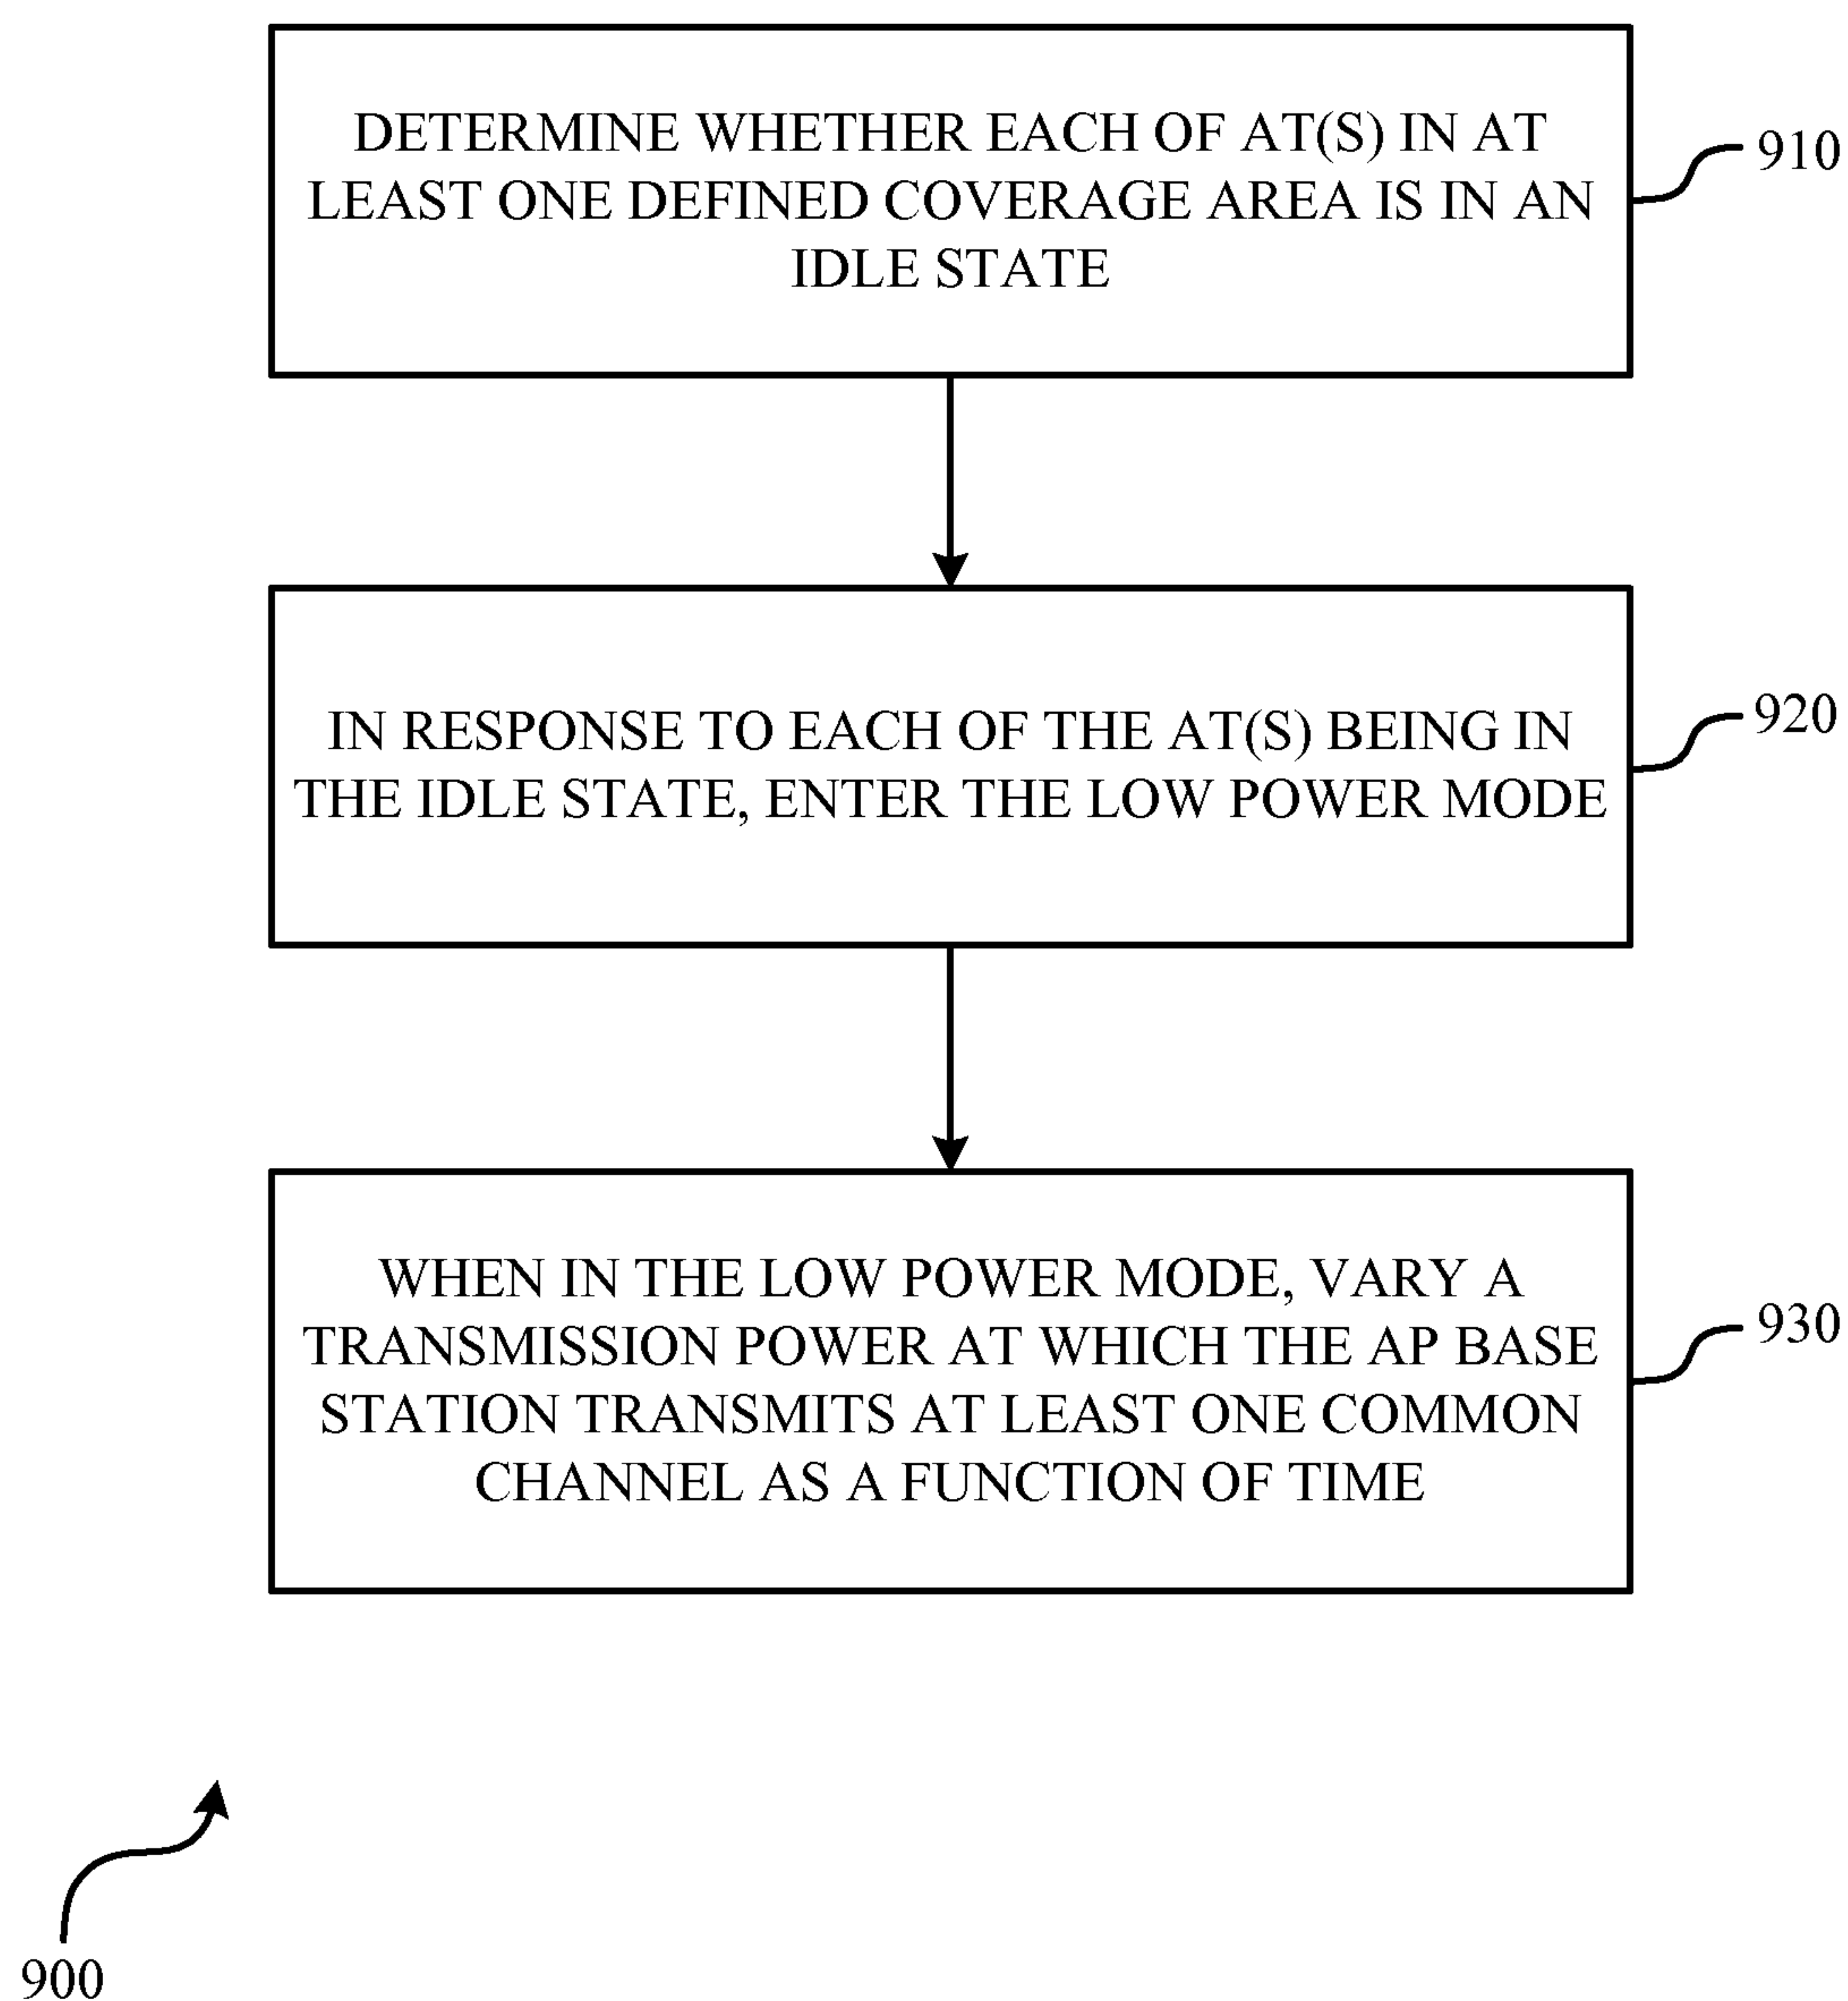 DETERMINE WHETHER EACH OF AT(S) IN AT
LEAST ONE DEFINED COVERAGE AREA IS IN AN
IDLE STATE
910
IN RESPONSE TO EACH OF THE AT(S) BEING IN
THE IDLE STATE, ENTER THE LOW POWER MODE
920
WHEN IN THE LOW POWER MODE, VARY A
TRANSMISSION POWER AT WHICH THE AP BASE
STATION TRANSMITS AT LEAST ONE COMMON
CHANNEL AS A FUNCTION OF TIME
930
900